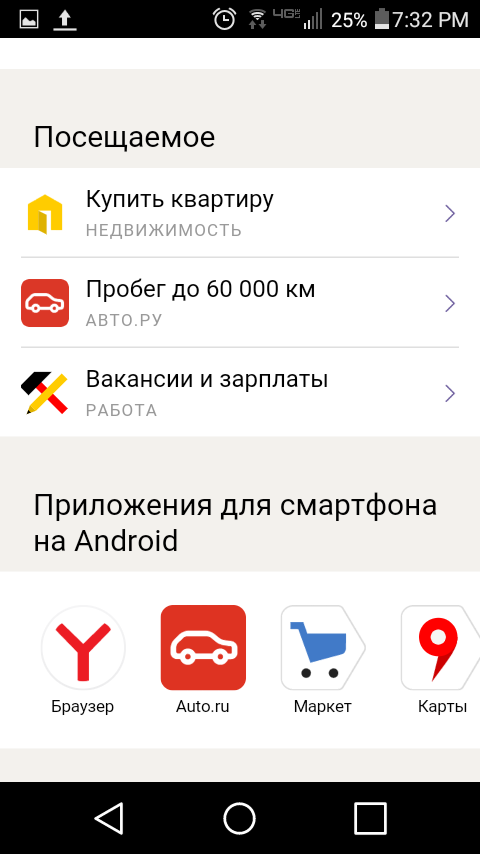 4G 25% 7:32 PM
Посещаемое
Купить квартиру
НЕДВИЖИМОСТЬ
Пробег до 60 000 км
АВТО.РУ
Вакансии и зарплаты
РАБОТА
Приложения для смартфона
на Android
Браузер Auto.ru Маркет Карты